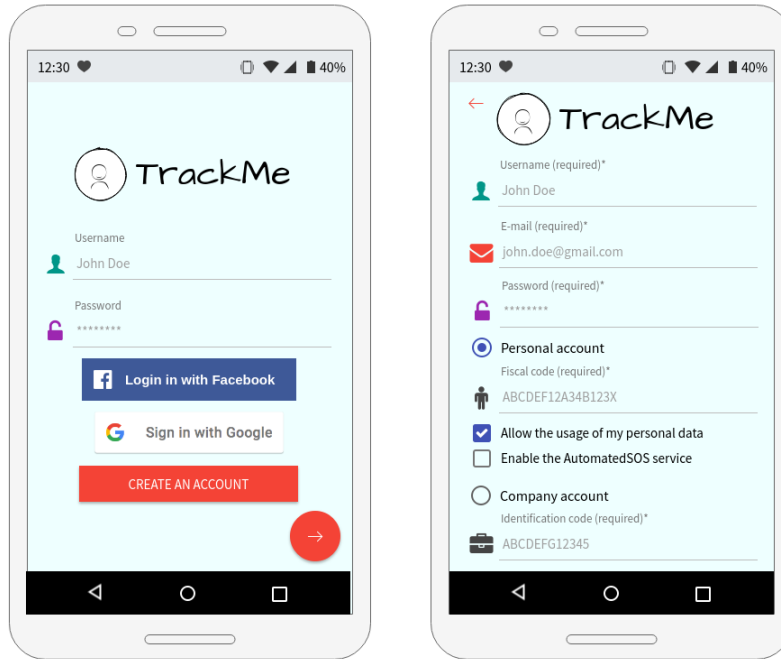 12:30
40%
TrackMe
Username
John Doe
Password
********
Login in with Facebook
Sign in with Google
CREATE AN ACCOUNT
12:30
40%
TrackMe
Username (required)*
John Doe
E-mail (required)*
john.doe@gmail.com
Password (required)*
********
Personal account
Fiscal code (required)*
ABCDEF12A34B123X
Allow the usage of my personal data
Enable the AutomatedSOS service
Company account
Identification code (required)*
ABCDEFG12345